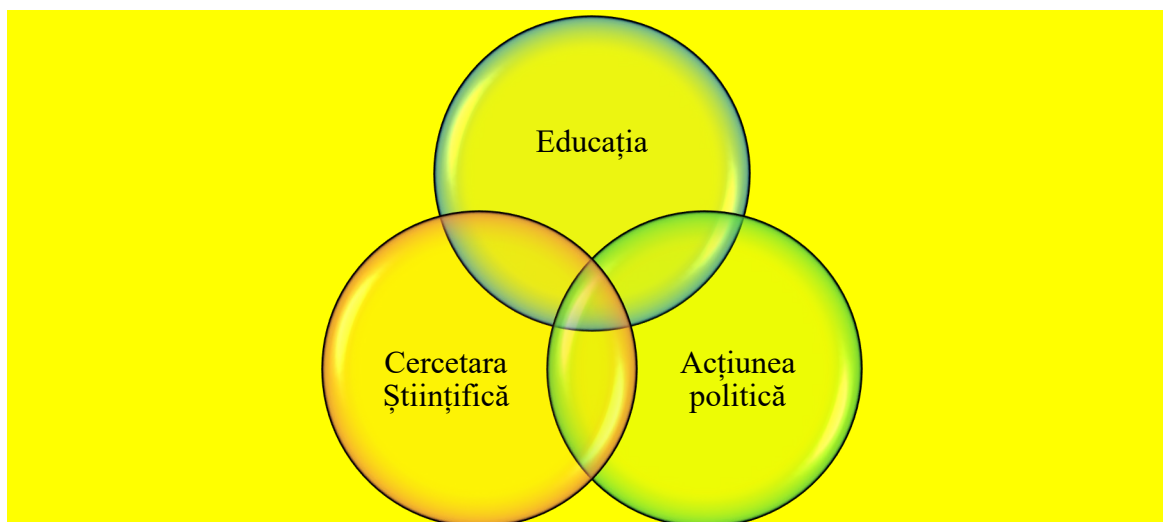 Educația
Cercetara
Științifică
Acțiunea
politică